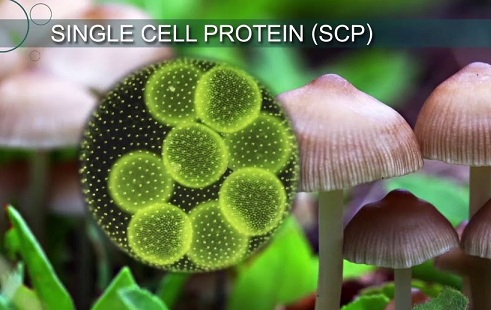 SINGLE CELL PROTEIN (SCP)